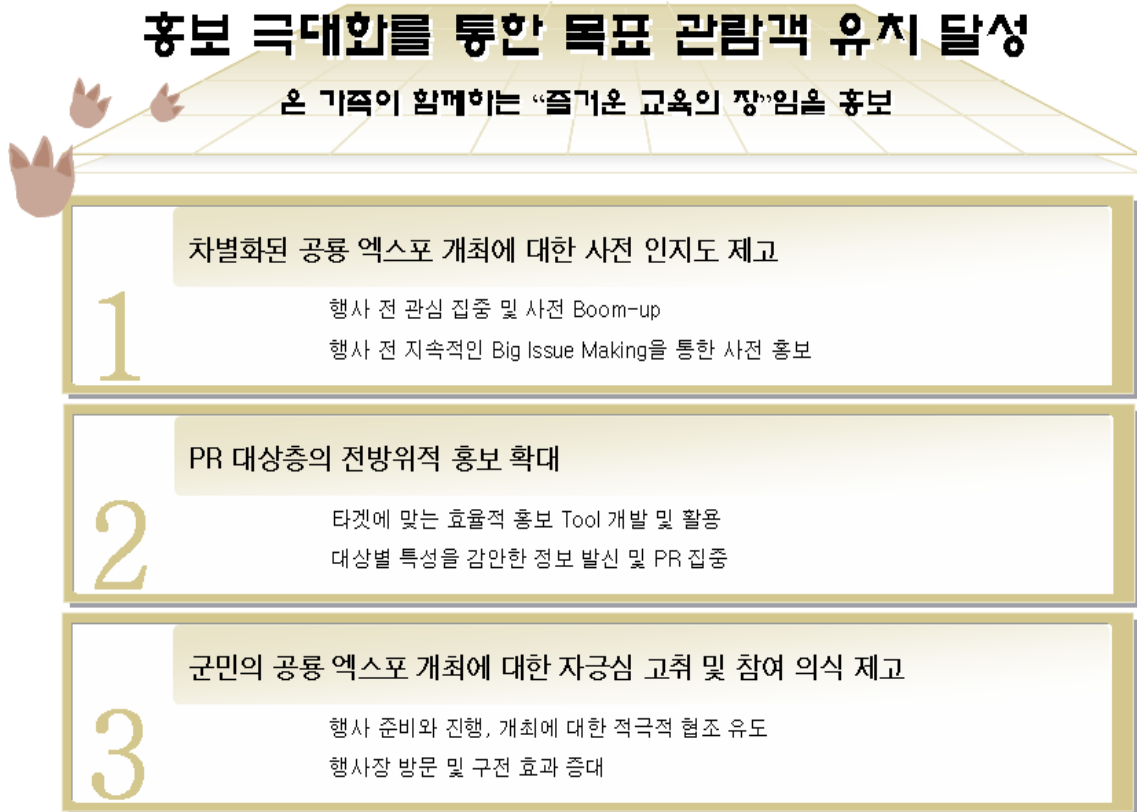 홍보 극대화를 통한 목표 관람객 유치 달성
온 가족이 함께하는 “즐거운 교육의 장”임을 홍보
1
차별화된 공룡 엑스포 개최에 대한 사전 인지도 제고
행사 전 관심 집중 및 사전 Boom-up
행사 전 지속적인 Big Issue Making을 통한 사전 홍보
2
PR 대상층의 전방위적 홍보 확대
타겟에 맞는 효율적 홍보 Tool 개발 및 활용
대상별 특성을 감안한 정보 발신 및 PR 집중
3
군민의 공룡 엑스포 개최에 대한 자긍심 고취 및 참여 의식 제고
행사 준비와 진행, 개최에 대한 적극적 협조 유도
행사장 방문 및 구전 효과 증대